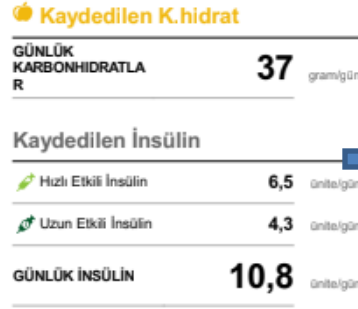 Kaydedilen K.hidrat
GÜNLÜK
KARBONHIDRATLA
R
37 gram/gün
Kaydedilen İnsülin
Hızlı Etkili İnsülin 6,5 ünite/gün
Uzun Etkili İnsülin 4,3 ünite/gün
GÜNLÜK İNSÜLİN 10,8 ünite/gün